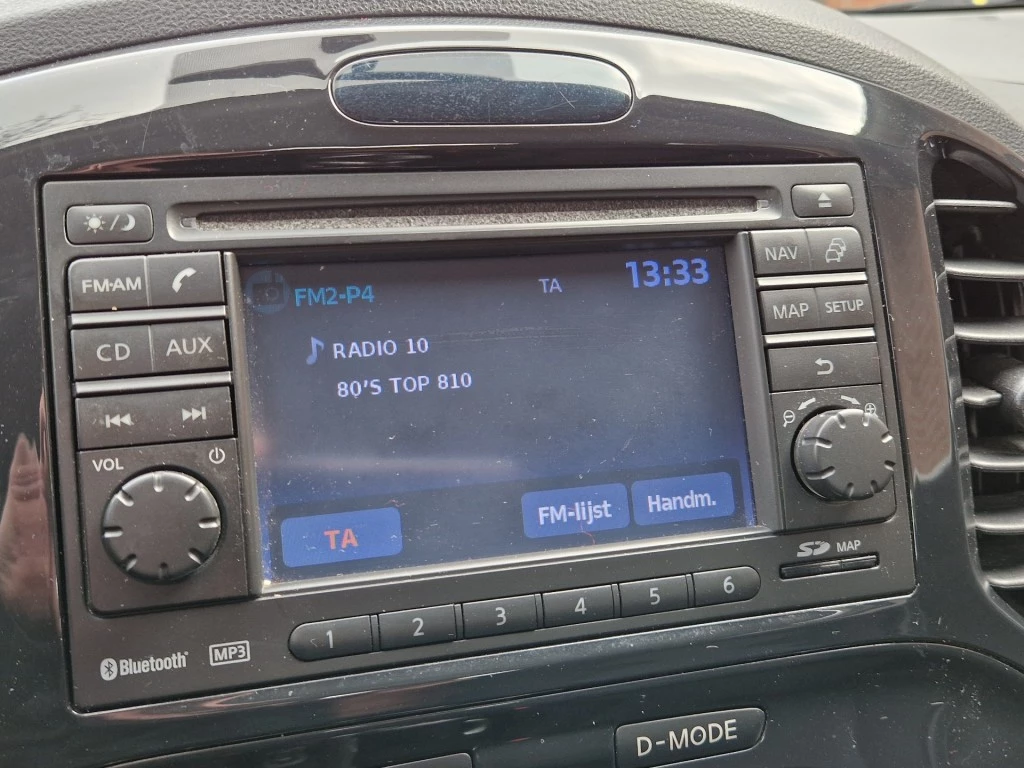 FM·AM
CD AUX
VOL
FM2-P4 TA 13:33
RADIO 10
80'S TOP 810
TA FM-lijst Handm.
NAV
MAP SETUP
SD MAP
1 2 3 4 5 6
Bluetooth MP3
D-MODE